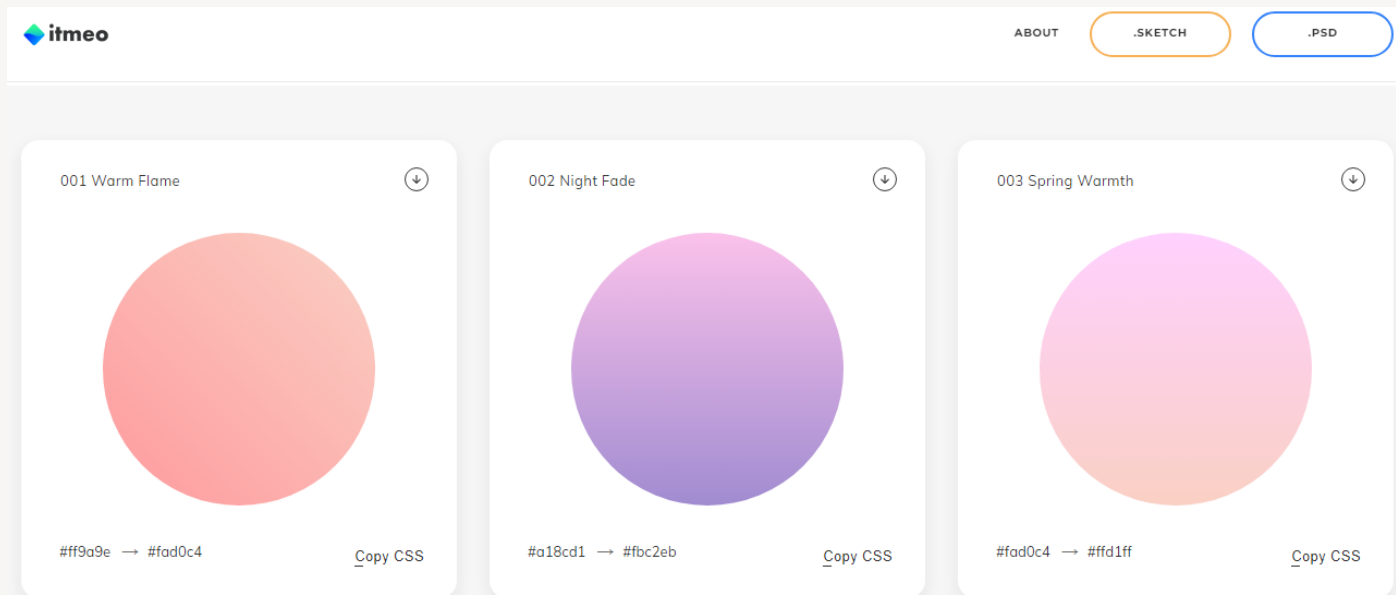 itmeo
ABOUT
.SKETCH
.PSD
001 Warm Flame
002 Night Fade
003 Spring Warmth
#ff9a9e → #fad0c4
Copy CSS
#a18cd1 → #fbc2eb
Copy CSS
#fad0c4 → #ffd1ff
Copy CSS